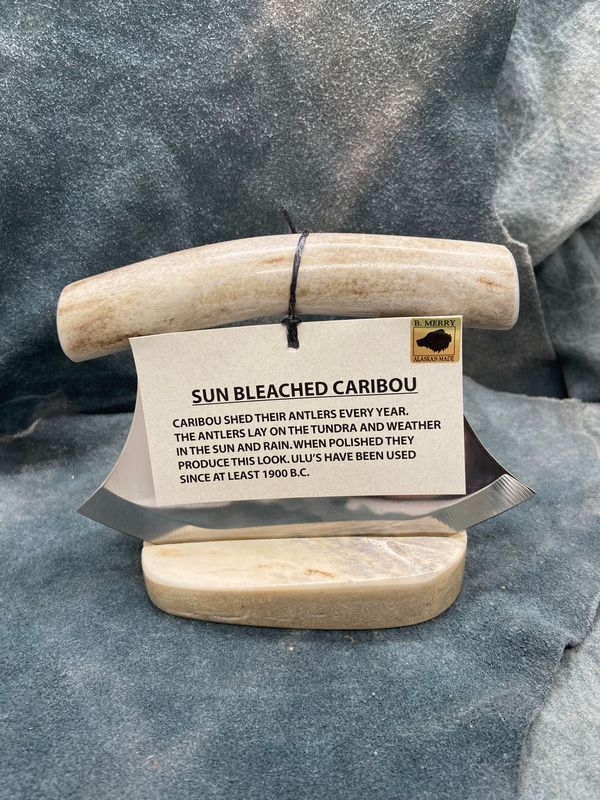 B. MERRY
ALASKAN MADE
SUN BLEACHED CARIBOU
CARIBOU SHED THEIR ANTLERS EVERY YEAR.
THE ANTLERS LAY ON THE TUNDRA AND WEATHER
IN THE SUN AND RAIN. WHEN POLISHED THEY
PRODUCE THIS LOOK. ULU'S HAVE BEEN USED
SINCE AT LEAST 1900 B.C.